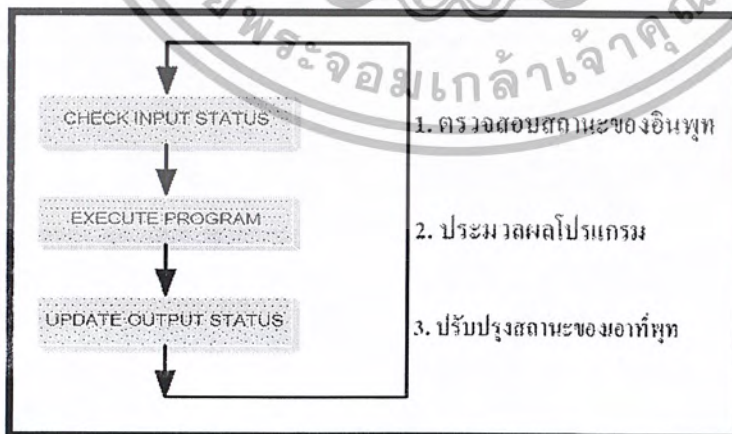 พระจอมเกล้าเจ้าคุณ
CHECK INPUT STATUS
1. ตรวจสอบสถานะของอินพุท
EXECUTE PROGRAM
2. ประมวลผลโปรแกรม
UPDATE OUTPUT STATUS
3. ปรับปรุงสถานะของเอาท์พุท